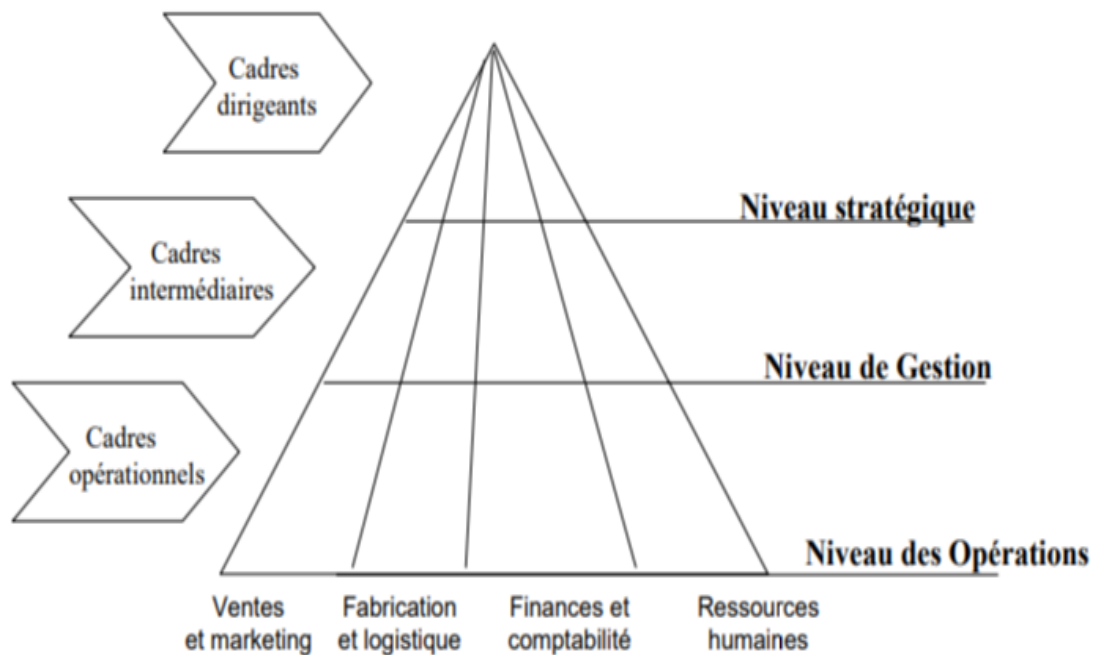 Cadres
dirigeants
Niveau stratégique
Cadres
intermédiaires
Niveau de Gestion
Cadres
opérationnels
Niveau des Opérations
Ventes
et marketing
Fabrication
et logistique
Finances et
comptabilité
Ressources
humaines